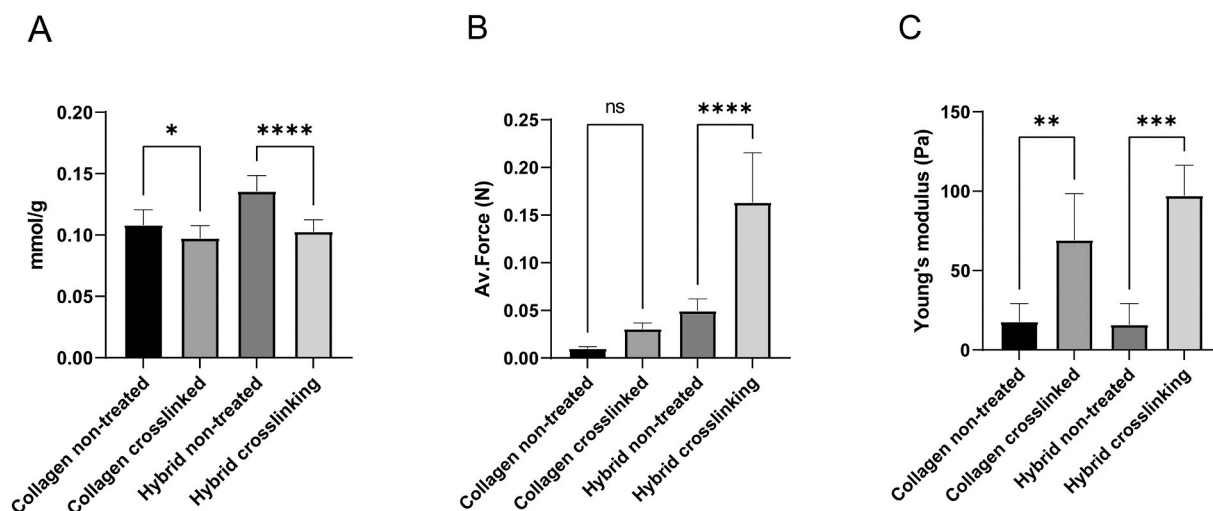 A
mmol/g
0.20
0.15
0.10
0.05
0.00
*
****
Collagen non-treated
Collagen crosslinked
Hybrid non-treated
Hybrid crosslinking
B
Av.Force (N)
0.25
0.20
0.15
0.10
0.05
0.00
ns
****
Collagen non-treated
Collagen crosslinked
Hybrid non-treated
Hybrid crosslinking
C
Young's modulus (Pa)
150
100
50
0
**
***
Collagen non-treated
Collagen crosslinked
Hybrid non-treated
Hybrid crosslinking